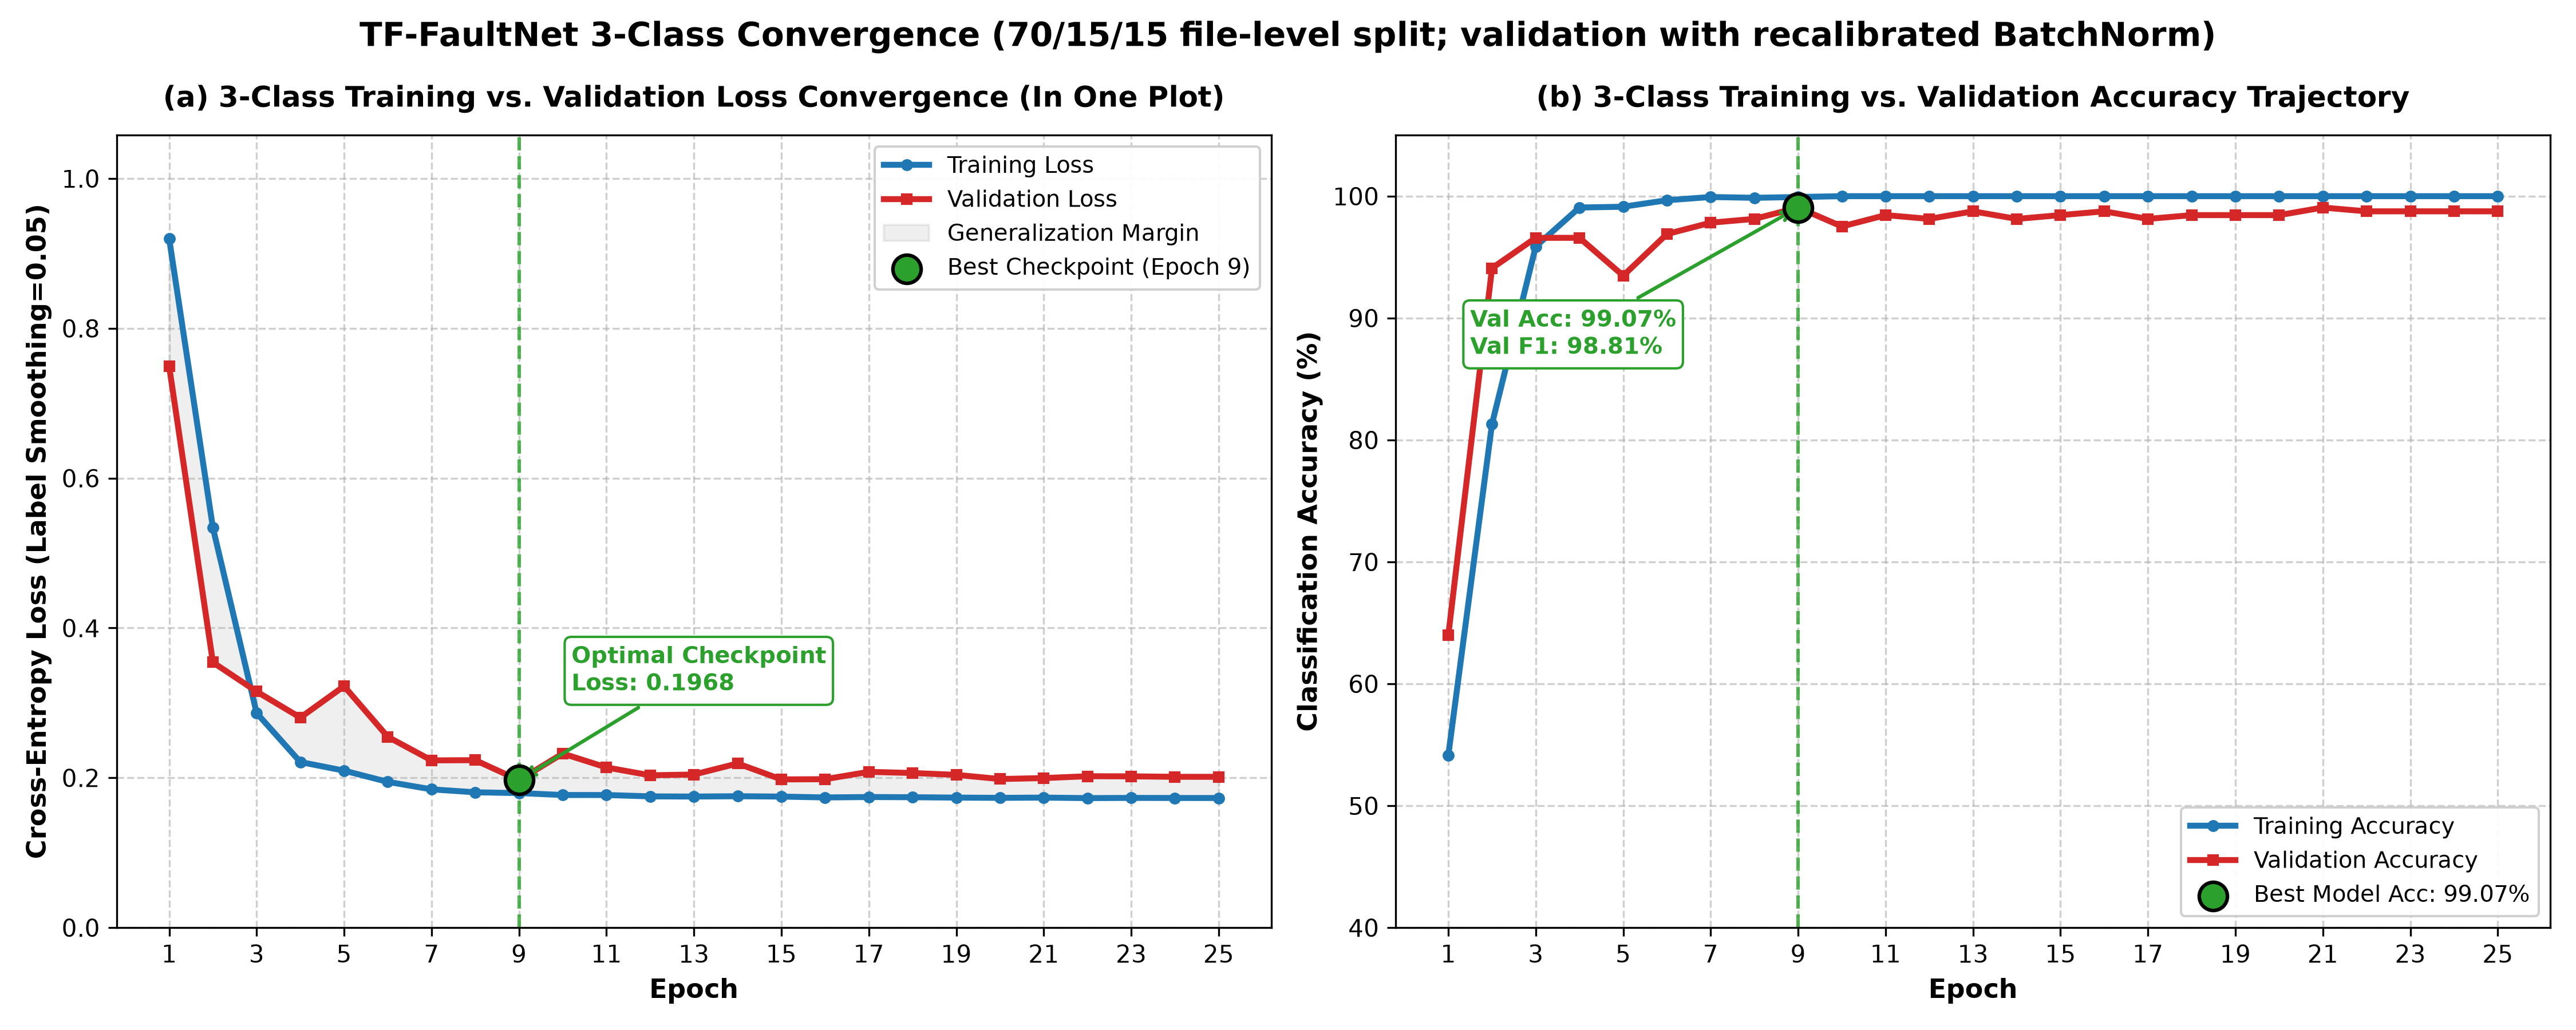 TF-FaultNet 3-Class Convergence (70/15/15 file-level split; validation with recalibrated BatchNorm)
(a) 3-Class Training vs. Validation Loss Convergence (In One Plot)
Cross-Entropy Loss (Label Smoothing=0.05)
1.0
0.8
0.6
0.4
0.2
0.0
Training Loss
Validation Loss
Generalization Margin
Best Checkpoint (Epoch 9)
Optimal Checkpoint
Loss: 0.1968
1 3 5 7 9 11 13 15 17 19 21 23 25
Epoch
(b) 3-Class Training vs. Validation Accuracy Trajectory
Classification Accuracy (%)
100
90
80
70
60
50
40
Val Acc: 99.07%
Val F1: 98.81%
Training Accuracy
Validation Accuracy
Best Model Acc: 99.07%
1 3 5 7 9 11 13 15 17 19 21 23 25
Epoch